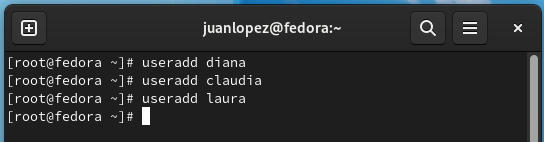 juanlopez@fedora:~
[root@fedora ~]# useradd diana
[root@fedora ~]# useradd claudia
[root@fedora ~]# useradd laura
[root@fedora ~]#